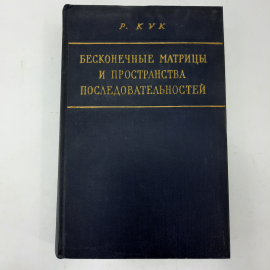 Р. КУК
БЕСКОНЕЧНЫЕ МАТРИЦЫ
И ПРОСТРАНСТВА
ПОСЛЕДОВАТЕЛЬНОСТЕЙ